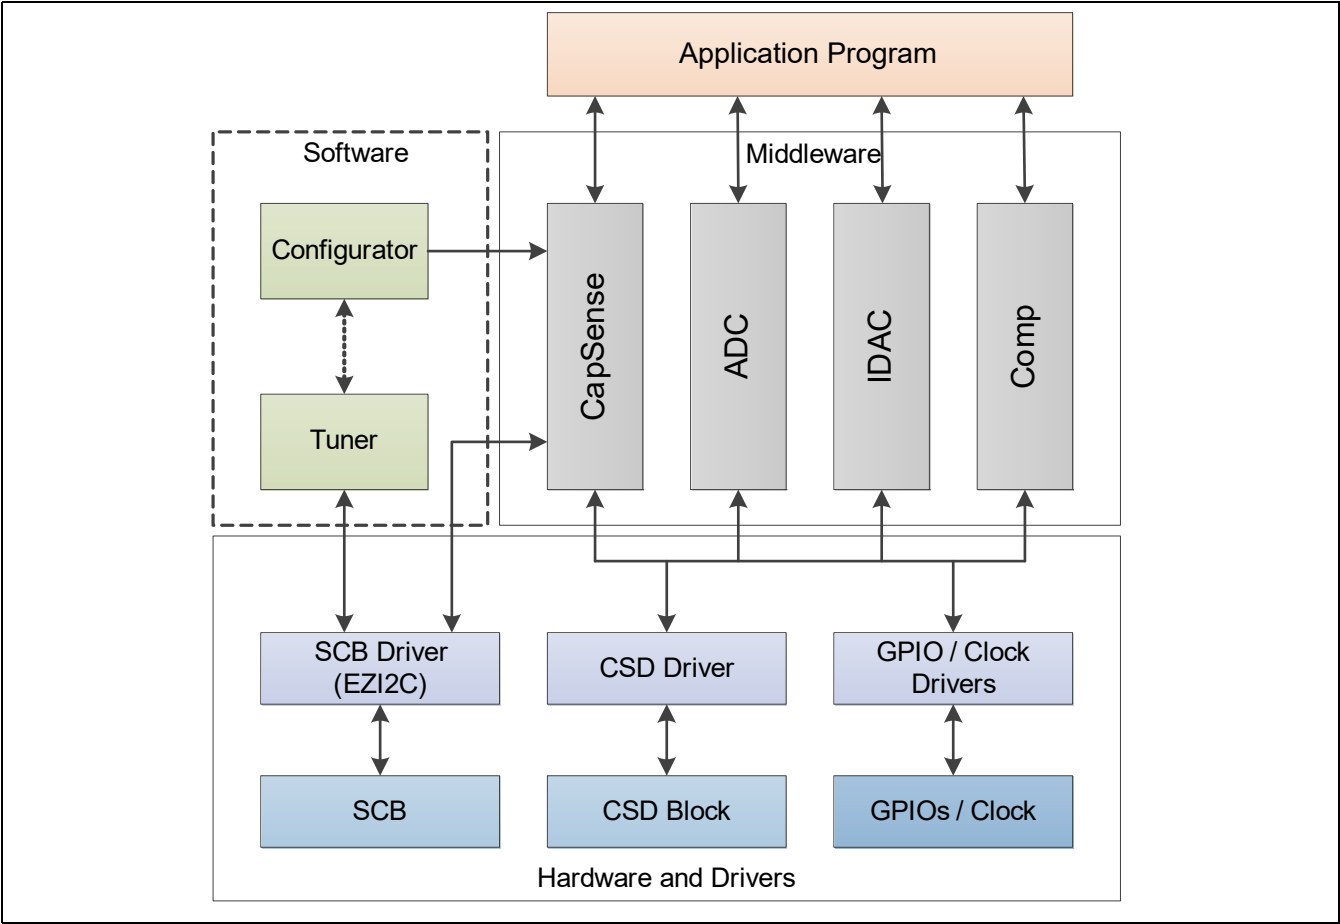 Application Program
Software
Middleware
Configurator
Tuner
CapSense
ADC
IDAC
Comp
SCB Driver
(EZI2C)
CSD Driver
GPIO / Clock
Drivers
SCB
CSD Block
GPIOs / Clock
Hardware and Drivers